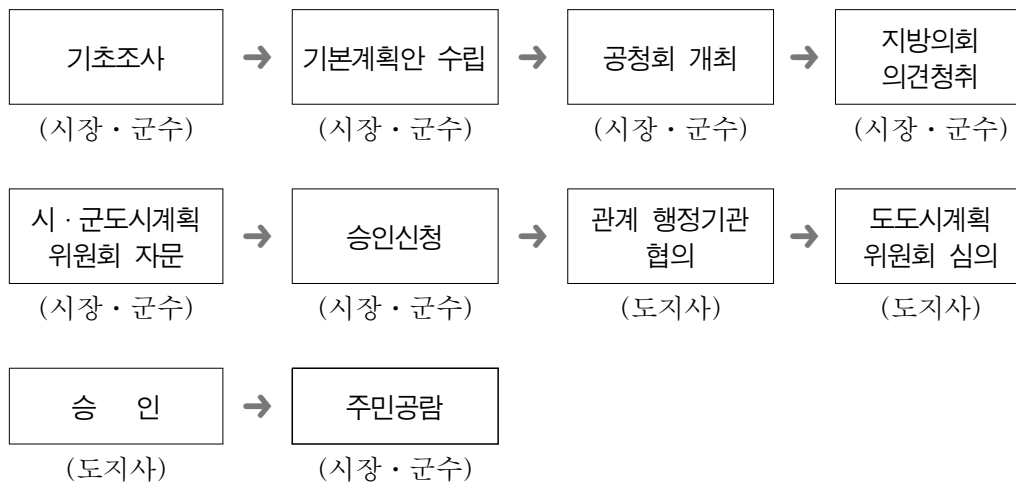 기초조사 ➜ 기본계획안 수립 ➜ 공청회 개최 ➜ 지방의회
의견청취
(시장・군수) (시장・군수) (시장・군수) (시장・군수)
시・군도시계획
위원회 자문 ➜ 승인신청 ➜ 관계 행정기관
협의 ➜ 도도시계획
위원회 심의
(시장・군수) (시장・군수) (도지사) (도지사)
승 인 ➜ 주민공람
(도지사) (시장・군수)